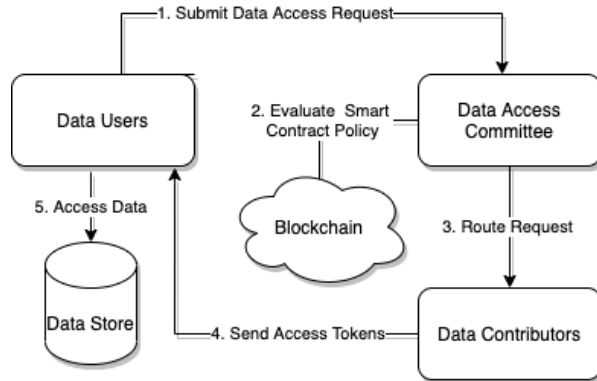 1. Submit Data Access Request
Data Users
2. Evaluate Smart
Contract Policy
Data Access
Committee
5. Access Data
Blockchain
3. Route Request
Data Store
4. Send Access Tokens
Data Contributors